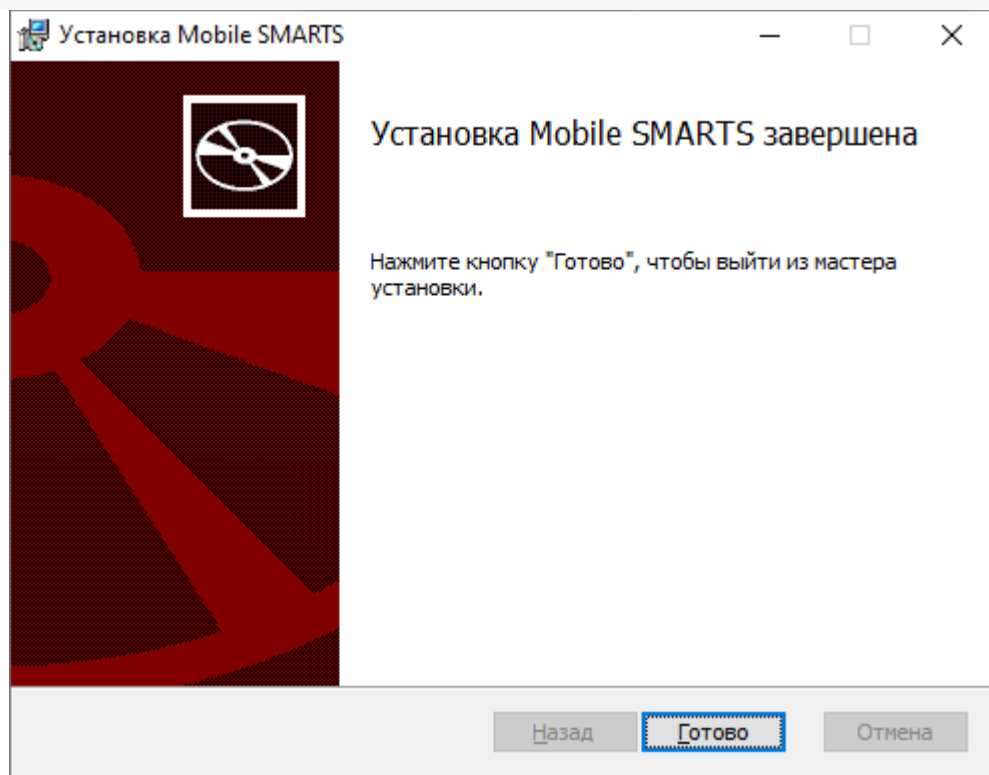 Установка Mobile SMARTS
Установка Mobile SMARTS завершена
Нажмите кнопку "Готово", чтобы выйти из мастера
установки.
Назад Готово Отмена